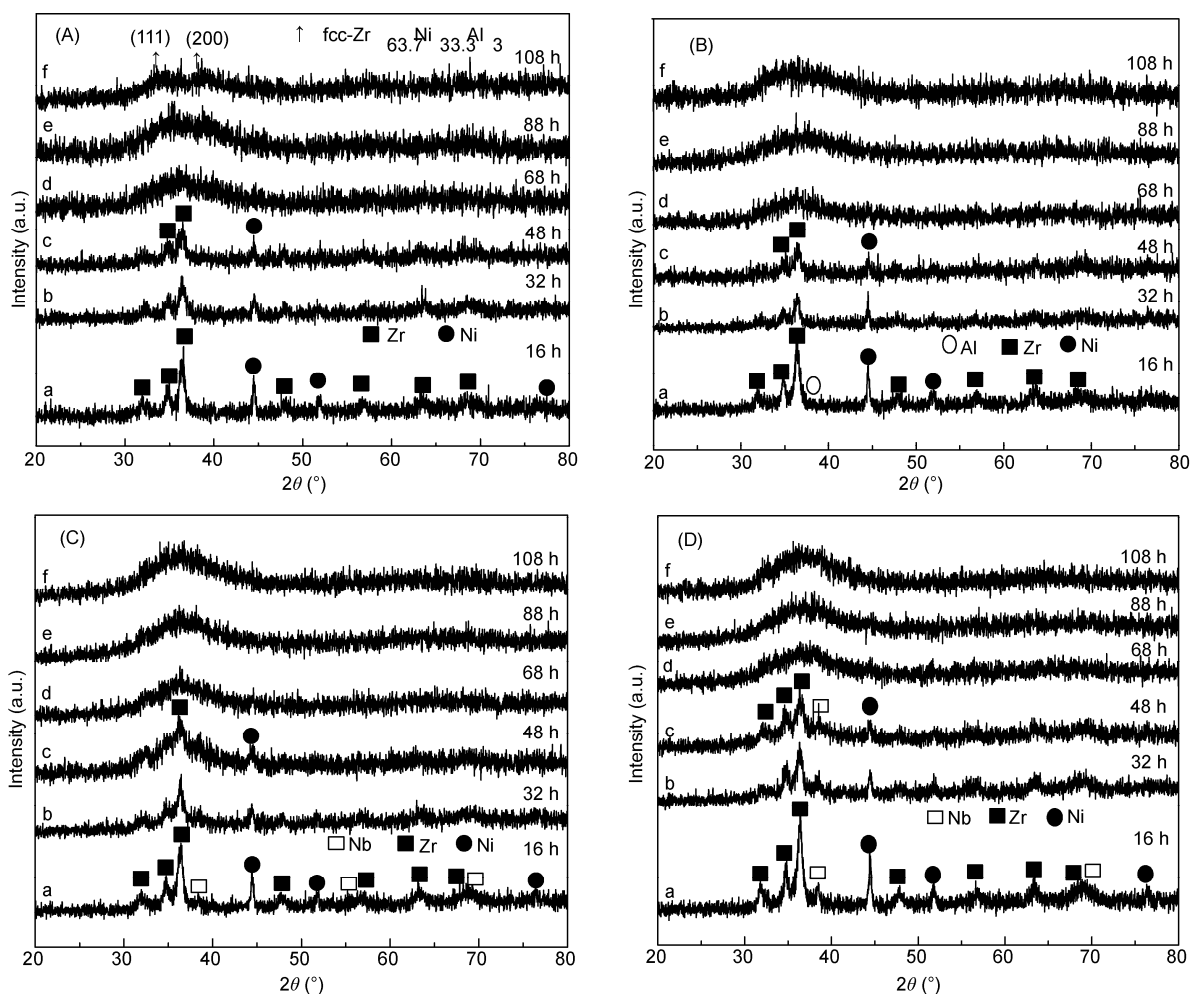 (A)
(111) (200) ↑ fcc-Zr 63.7 Ni 33.3 Al 3
f 108 h
e 88 h
d 68 h
c 48 h
b 32 h
■ Zr ● Ni
a 16 h
Intensity (a.u.)
20 30 40 50 60 70 80
2θ (°)
(B)
f 108 h
e 88 h
d 68 h
c 48 h
b 32 h
○ Al ■ Zr ● Ni
a 16 h
Intensity (a.u.)
20 30 40 50 60 70 80
2θ (°)
(C)
f 108 h
e 88 h
d 68 h
c 48 h
b 32 h
□ Nb ■ Zr ● Ni
a 16 h
Intensity (a.u.)
20 30 40 50 60 70 80
2θ (°)
(D)
f 108 h
e 88 h
d 68 h
c 48 h
b 32 h
□ Nb ■ Zr ● Ni
a 16 h
Intensity (a.u.)
20 30 40 50 60 70 80
2θ (°)